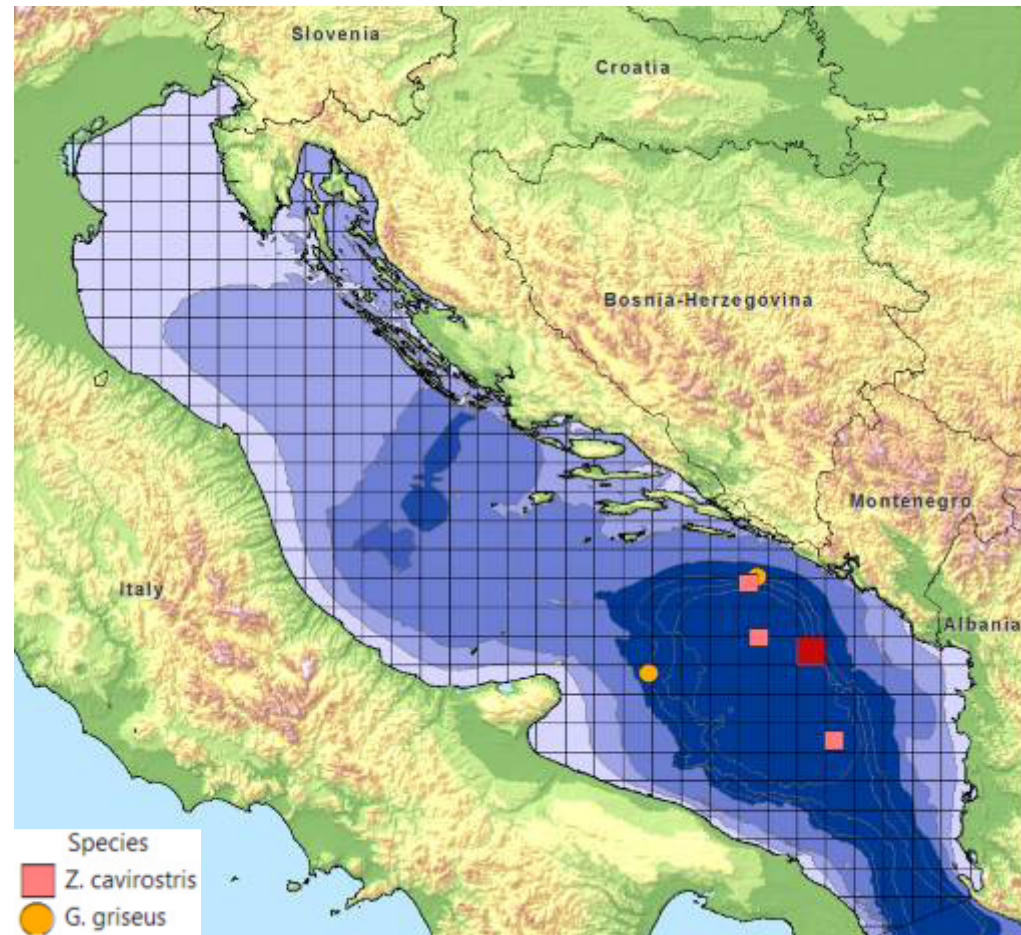 Slovenia
Croatia
Bosnia-Herzegovina
Montenegro
Italy
Albania
Species
Z. cavirostris
G. griseus